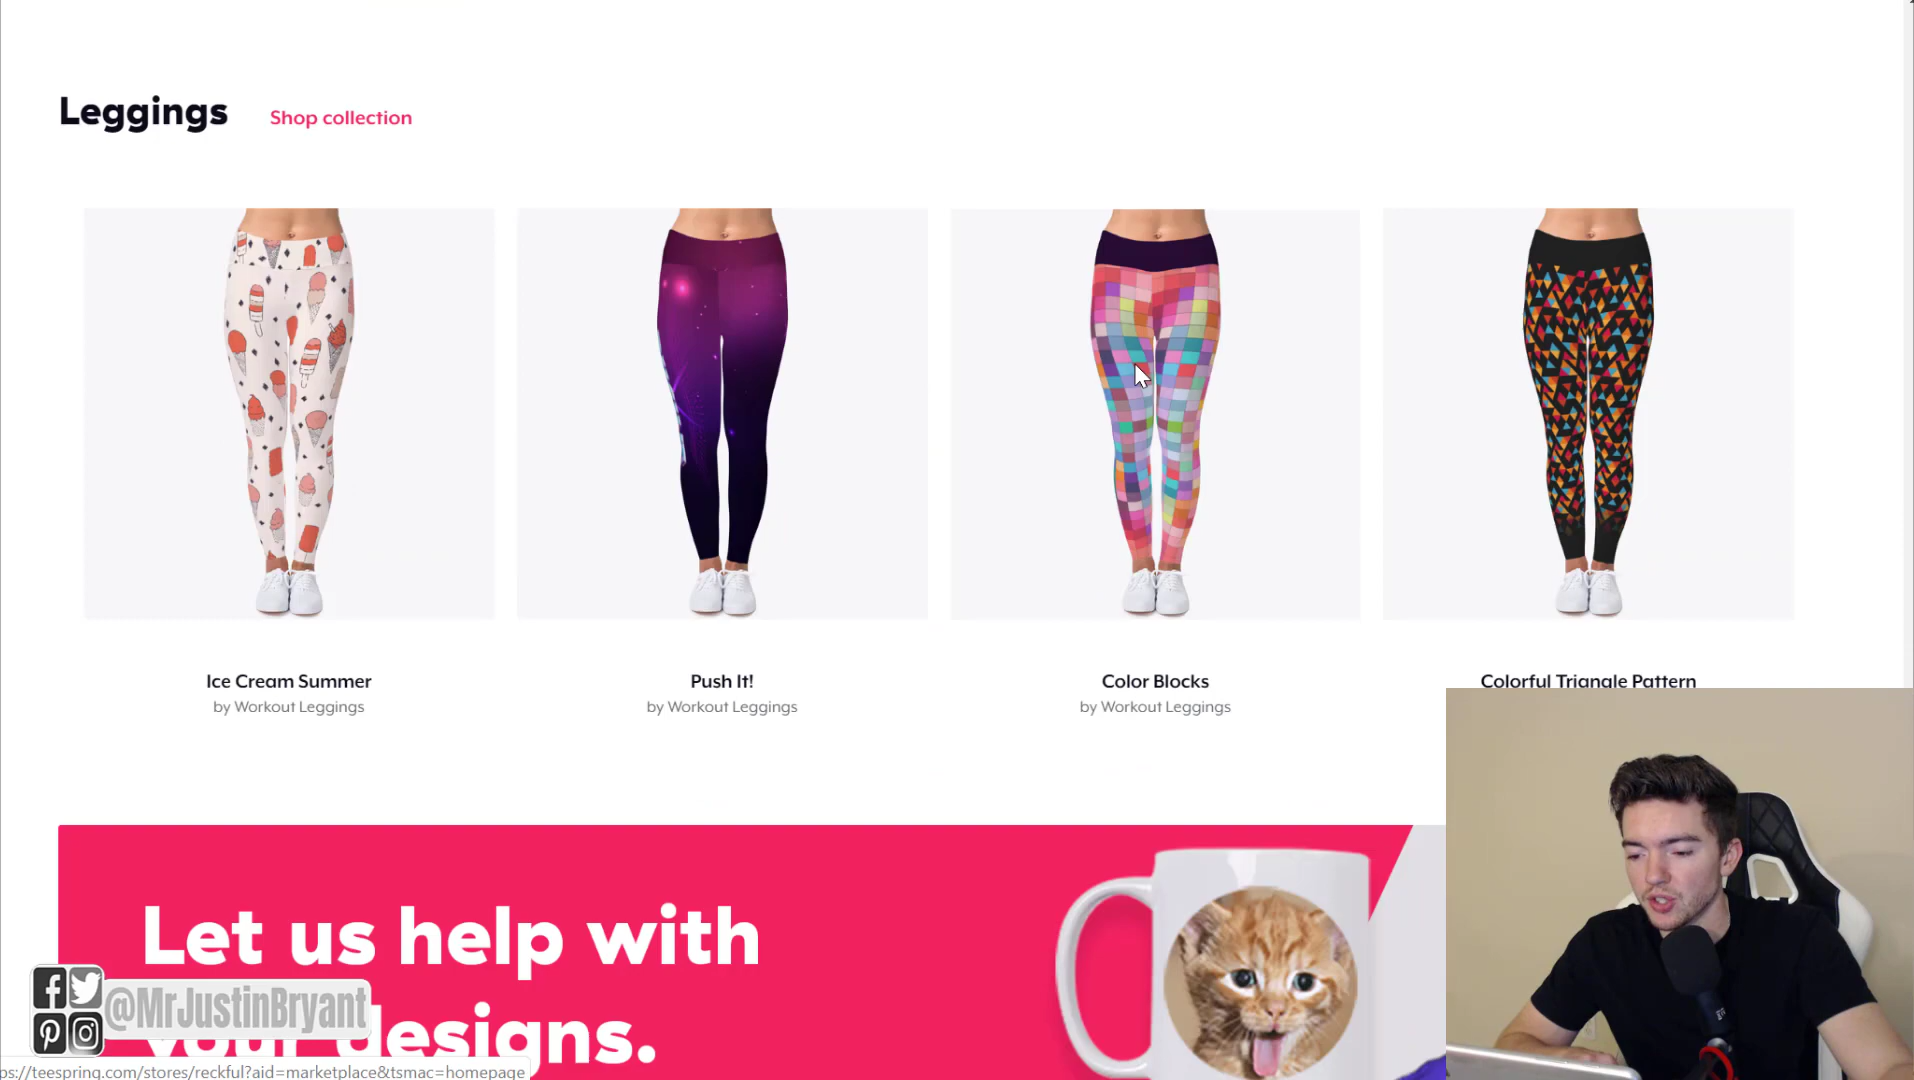 Leggings Shop collection
Ice Cream Summer
by Workout Leggings
Push It!
by Workout Leggings
Color Blocks
by Workout Leggings
Colorful Triangle Pattern
Let us help with
your designs.
@MrJustinBryant
ps://teespring.com/stores/reckful?aid=marketplace&tsmac=homepage